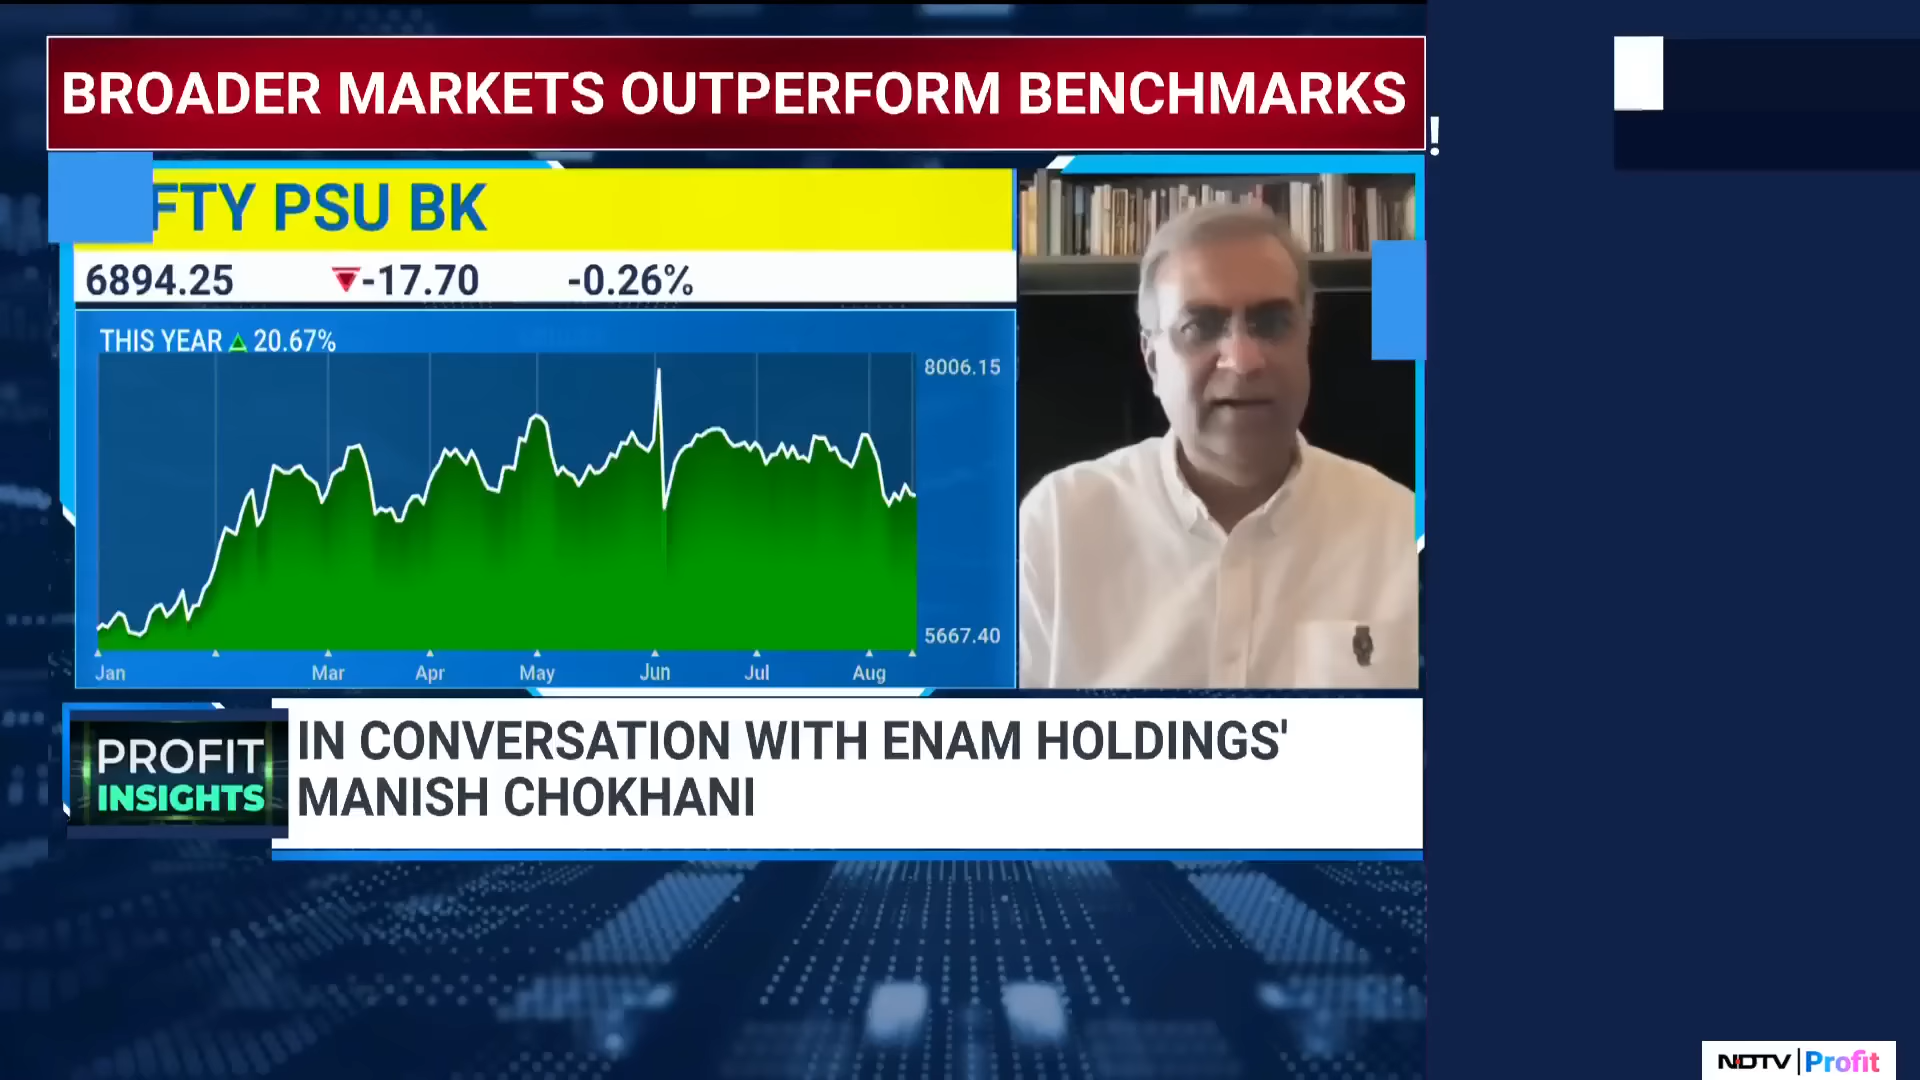 BROADER MARKETS OUTPERFORM BENCHMARKS
!
FTY PSU BK
6894.25 -17.70 -0.26%
THIS YEAR 20.67%
8006.15
5667.40
Jan Mar Apr May Jun Jul Aug
PROFIT
INSIGHTS
IN CONVERSATION WITH ENAM HOLDINGS'
MANISH CHOKHANI
NDTV Profit